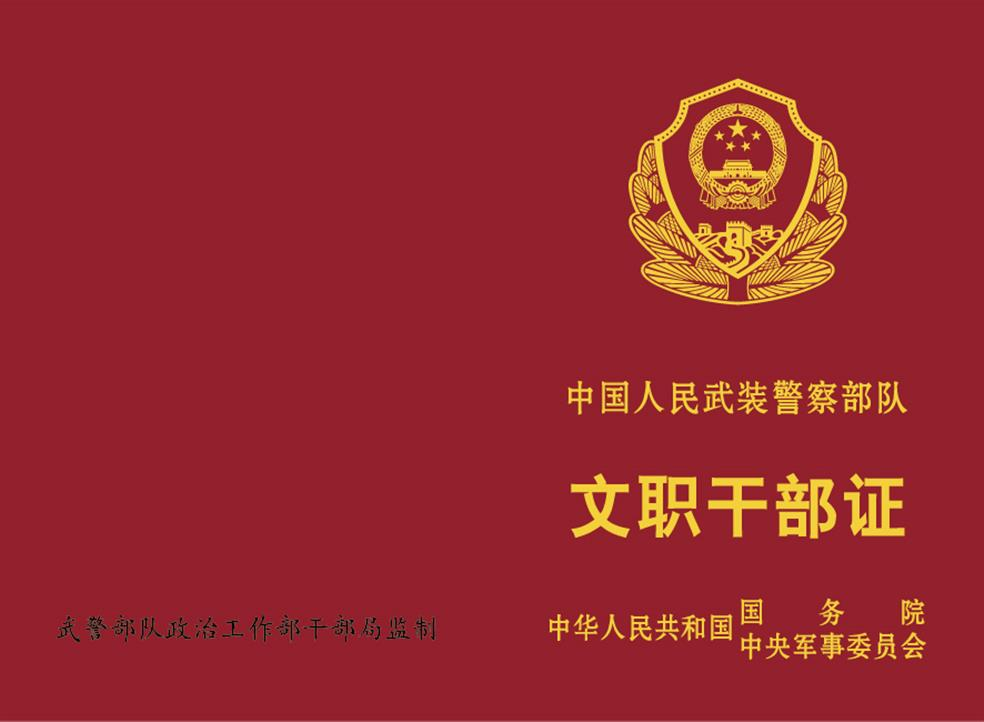 中国人民武装警察部队
文职干部证
中华人民共和国
国务院
中央军事委员会
武警部队政治工作部干部局监制